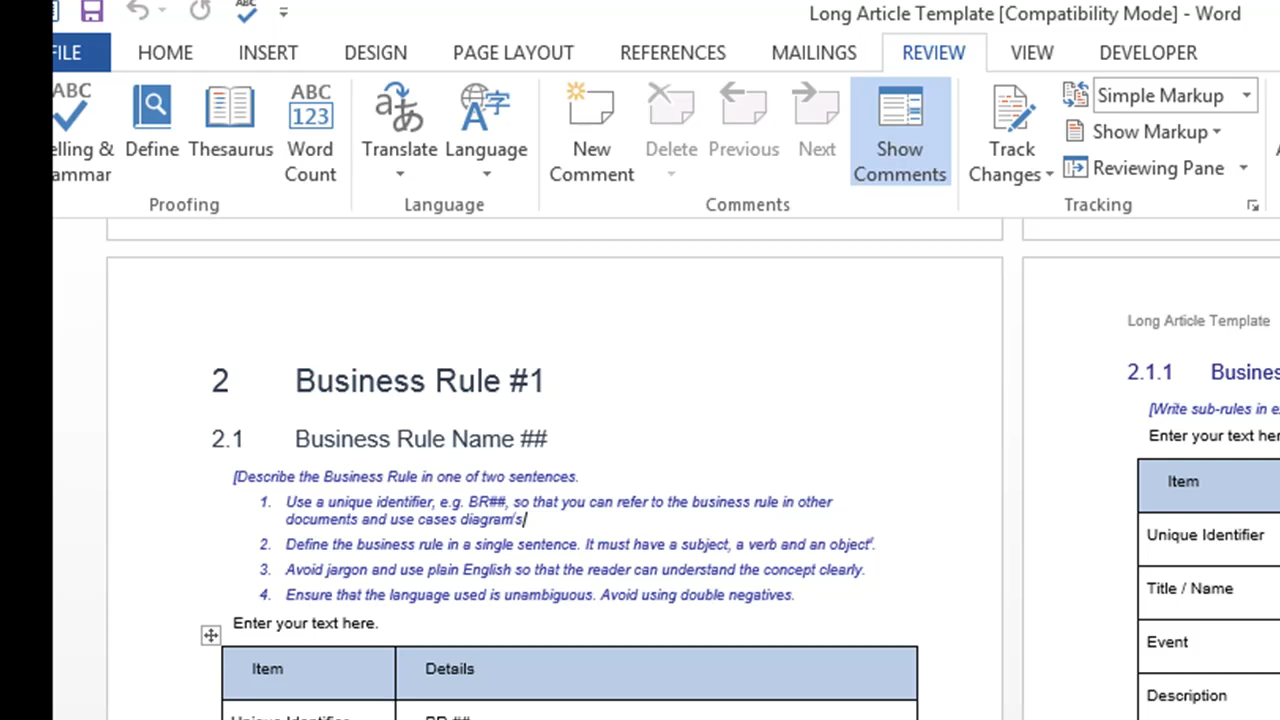 Long Article Template [Compatibility Mode] - Word
FILE HOME INSERT DESIGN PAGE LAYOUT REFERENCES MAILINGS REVIEW VIEW DEVELOPER
ABC
elling &
ammar
Define
Thesaurus
ABC
123
Word
Count
Proofing
Translate
Language
Language
New
Comment
Delete
Previous
Next
Show
Comments
Comments
Track
Changes
Simple Markup
Show Markup
Reviewing Pane
Tracking
2 Business Rule #1
2.1 Business Rule Name ##
[Describe the Business Rule in one of two sentences.
1. Use a unique identifier, e.g. BR##, so that you can refer to the business rule in other
documents and use cases diagram's
2. Define the business rule in a single sentence. It must have a subject, a verb and an object'.
3. Avoid jargon and use plain English so that the reader can understand the concept clearly.
4. Ensure that the language used is unambiguous. Avoid using double negatives.
Enter your text here.
Item Details
Unique Identifier BR ##
Long Article Template
2.1.1 Busines
[Write sub-rules in e
Enter your text her
Item
Unique Identifier
Title / Name
Event
Description